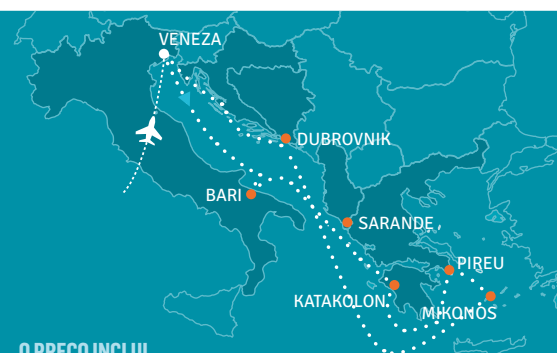 VENEZA
DUBROVNIK
BARI
SARANDE
PIREU
KATAKOLON
MIKONOS
O PREÇO INCLUI